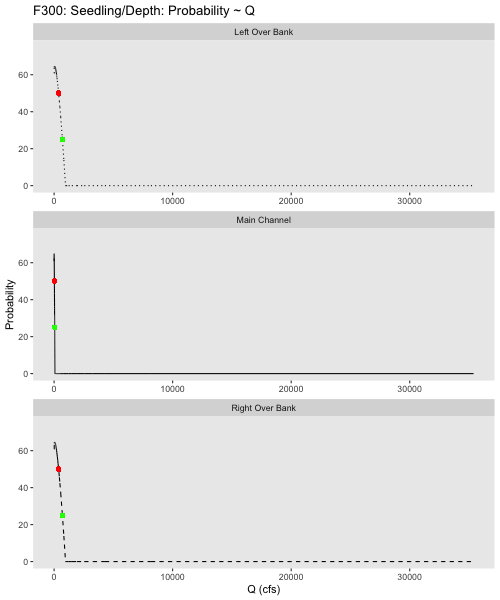 F300: Seedling/Depth: Probability ~ Q
Left Over Bank
60
40
20
0
0 10000 20000 30000
Main Channel
60
40
20
0
0 10000 20000 30000
Right Over Bank
60
40
20
0
0 10000 20000 30000
Probability
Q (cfs)